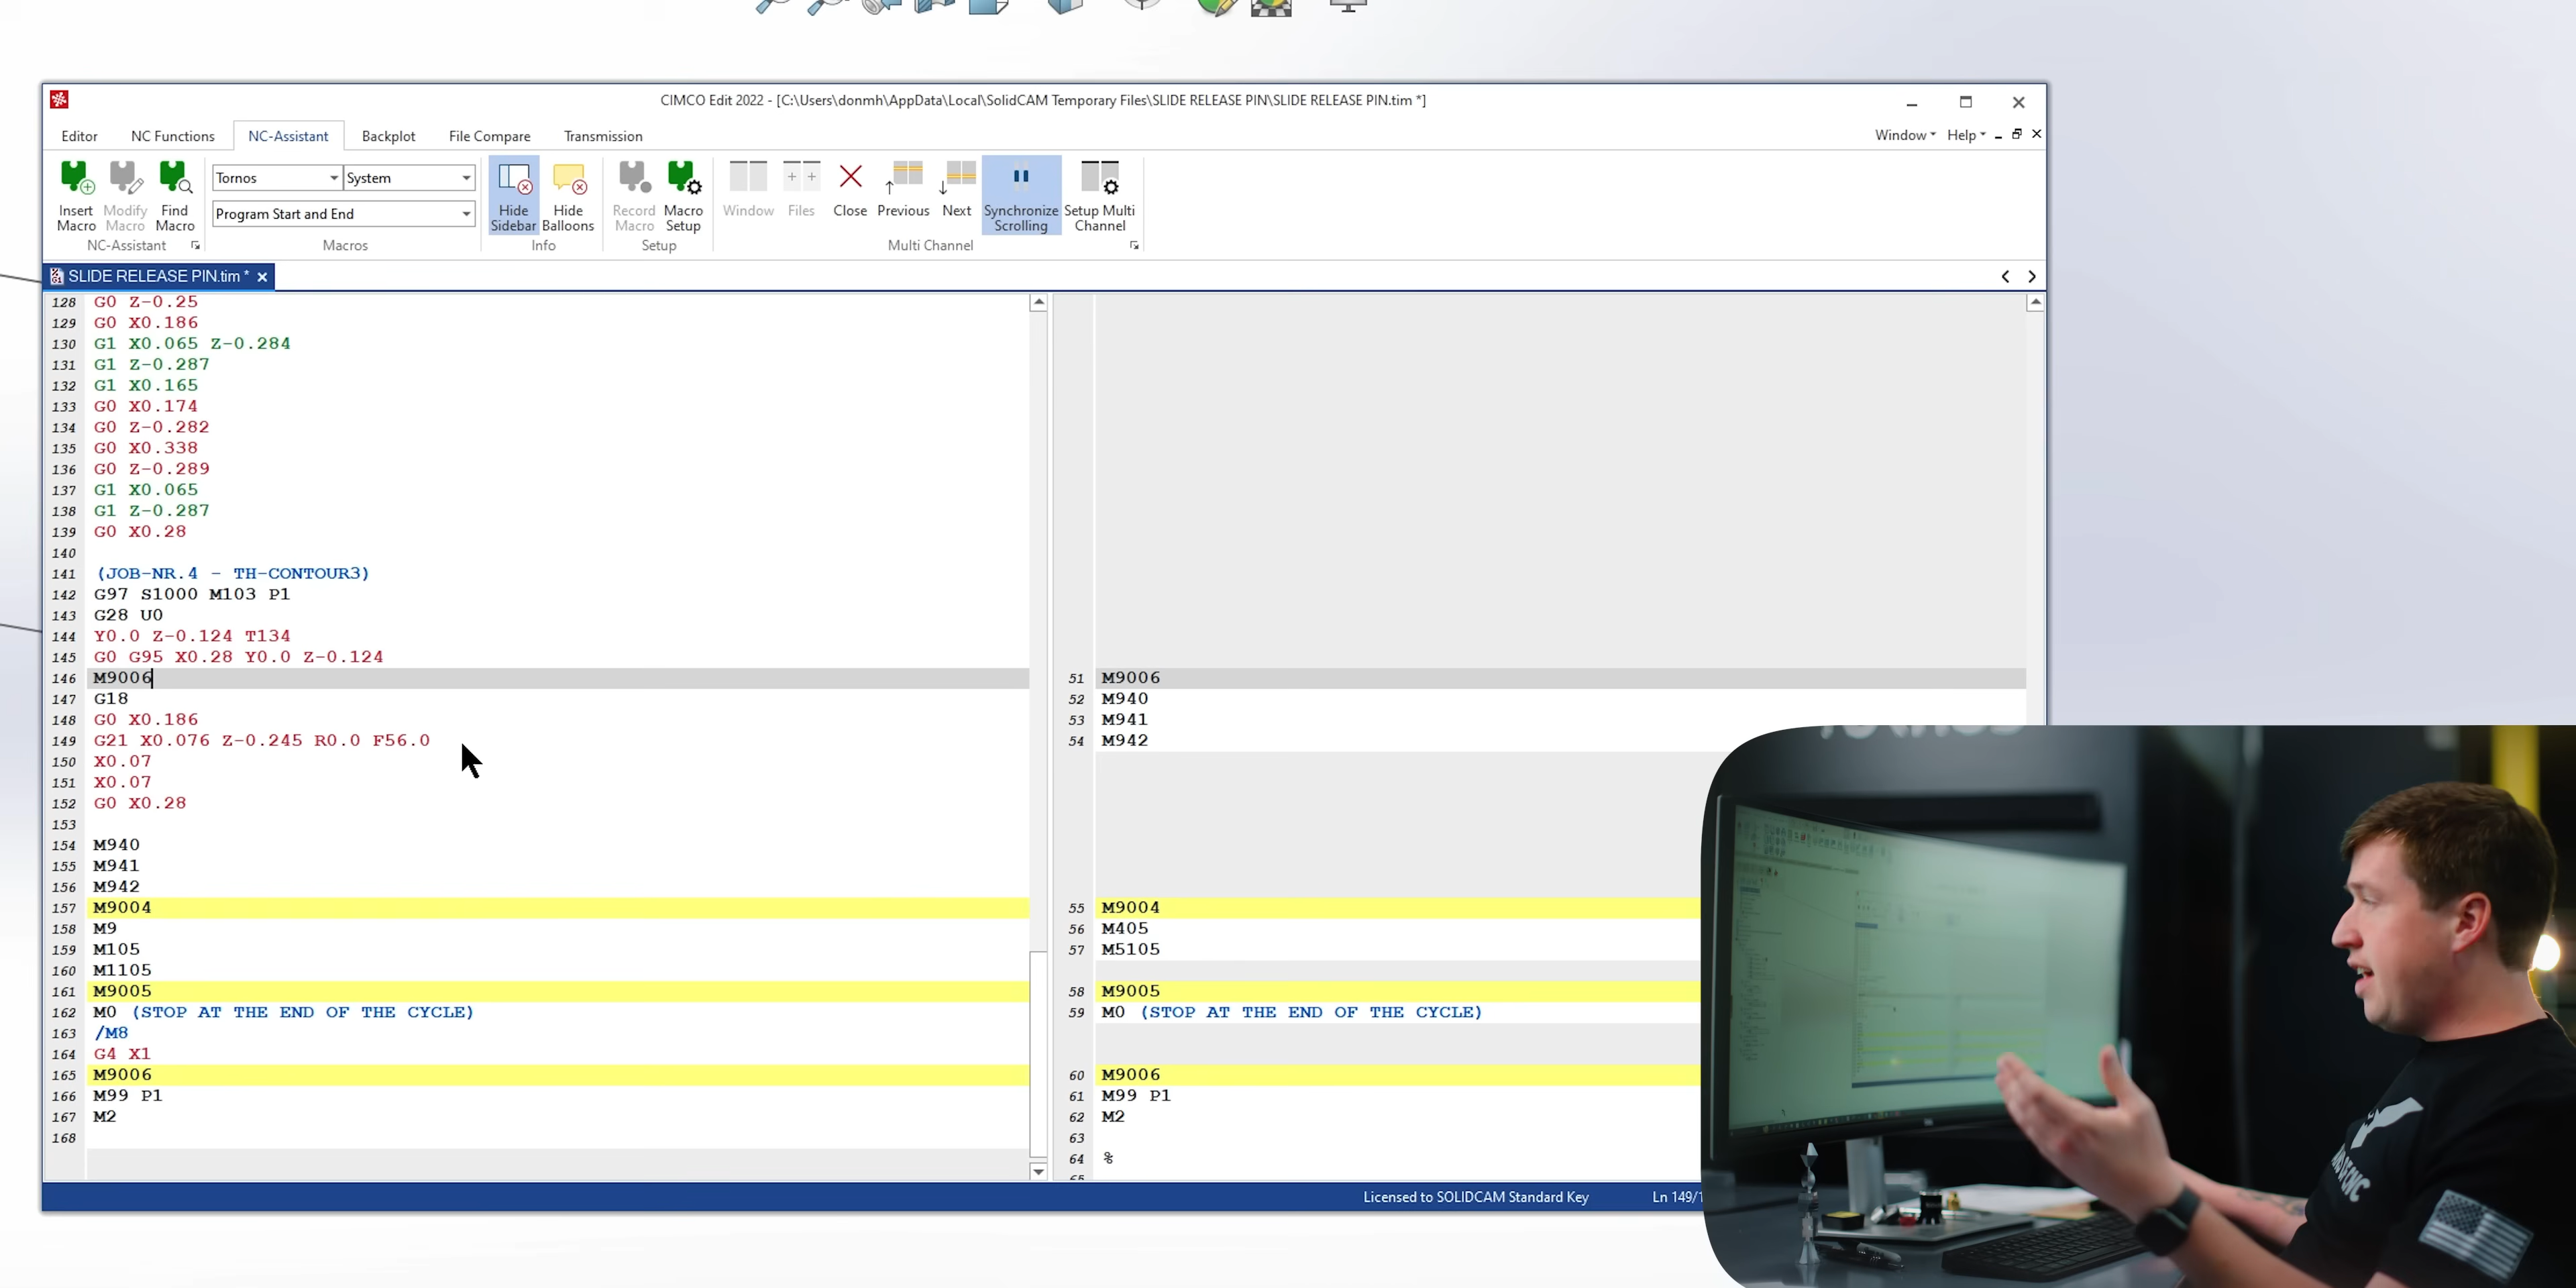 CIMCO Edit 2022 - [C:\Users\donmh\AppData\Local\SolidCAM Temporary Files\SLIDE RELEASE PIN\SLIDE RELEASE PIN.tim *]
Editor NC Functions NC-Assistant Backplot File Compare Transmission
Window Help
Insert Macro
Modify Macro
Find Macro
NC-Assistant
Tornos System
Program Start and End
Macros
Hide Sidebar
Hide Balloons
Info
Record Macro
Macro Setup
Setup
Window
Files
Close
Previous
Next
Synchronize Scrolling
Setup Multi Channel
Multi Channel
SLIDE RELEASE PIN.tim *
128 G0 Z-0.25
129 G0 X0.186
130 G1 X0.065 Z-0.284
131 G1 Z-0.287
132 G1 X0.165
133 G0 X0.174
134 G0 Z-0.282
135 G0 X0.338
136 G0 Z-0.289
137 G1 X0.065
138 G1 Z-0.287
139 G0 X0.28
140
141 (JOB-NR.4 - TH-CONTOUR3)
142 G97 S1000 M103 P1
143 G28 U0
144 Y0.0 Z-0.124 T134
145 G0 G95 X0.28 Y0.0 Z-0.124
146 M9006
147 G18
148 G0 X0.186
149 G21 X0.076 Z-0.245 R0.0 F56.0
150 X0.07
151 X0.07
152 G0 X0.28
153
154 M940
155 M941
156 M942
157 M9004
158 M9
159 M105
160 M1105
161 M9005
162 M0 (STOP AT THE END OF THE CYCLE)
163 /M8
164 G4 X1
165 M9006
166 M99 P1
167 M2
168
51 M9006
52 M940
53 M941
54 M942
55 M9004
56 M405
57 M5105
58 M9005
59 M0 (STOP AT THE END OF THE CYCLE)
60 M9006
61 M99 P1
62 M2
63
64 %
65
Licensed to SOLIDCAM Standard Key
Ln 149/1